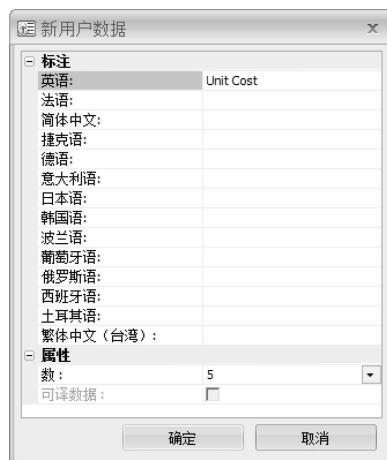 新用户数据
标注
英语: Unit Cost
法语:
简体中文:
捷克语:
德语:
意大利语:
日本语:
韩国语:
波兰语:
葡萄牙语:
俄罗斯语:
西班牙语:
土耳其语:
繁体中文（台湾）:
属性
数: 5
可译数据:
确定 取消